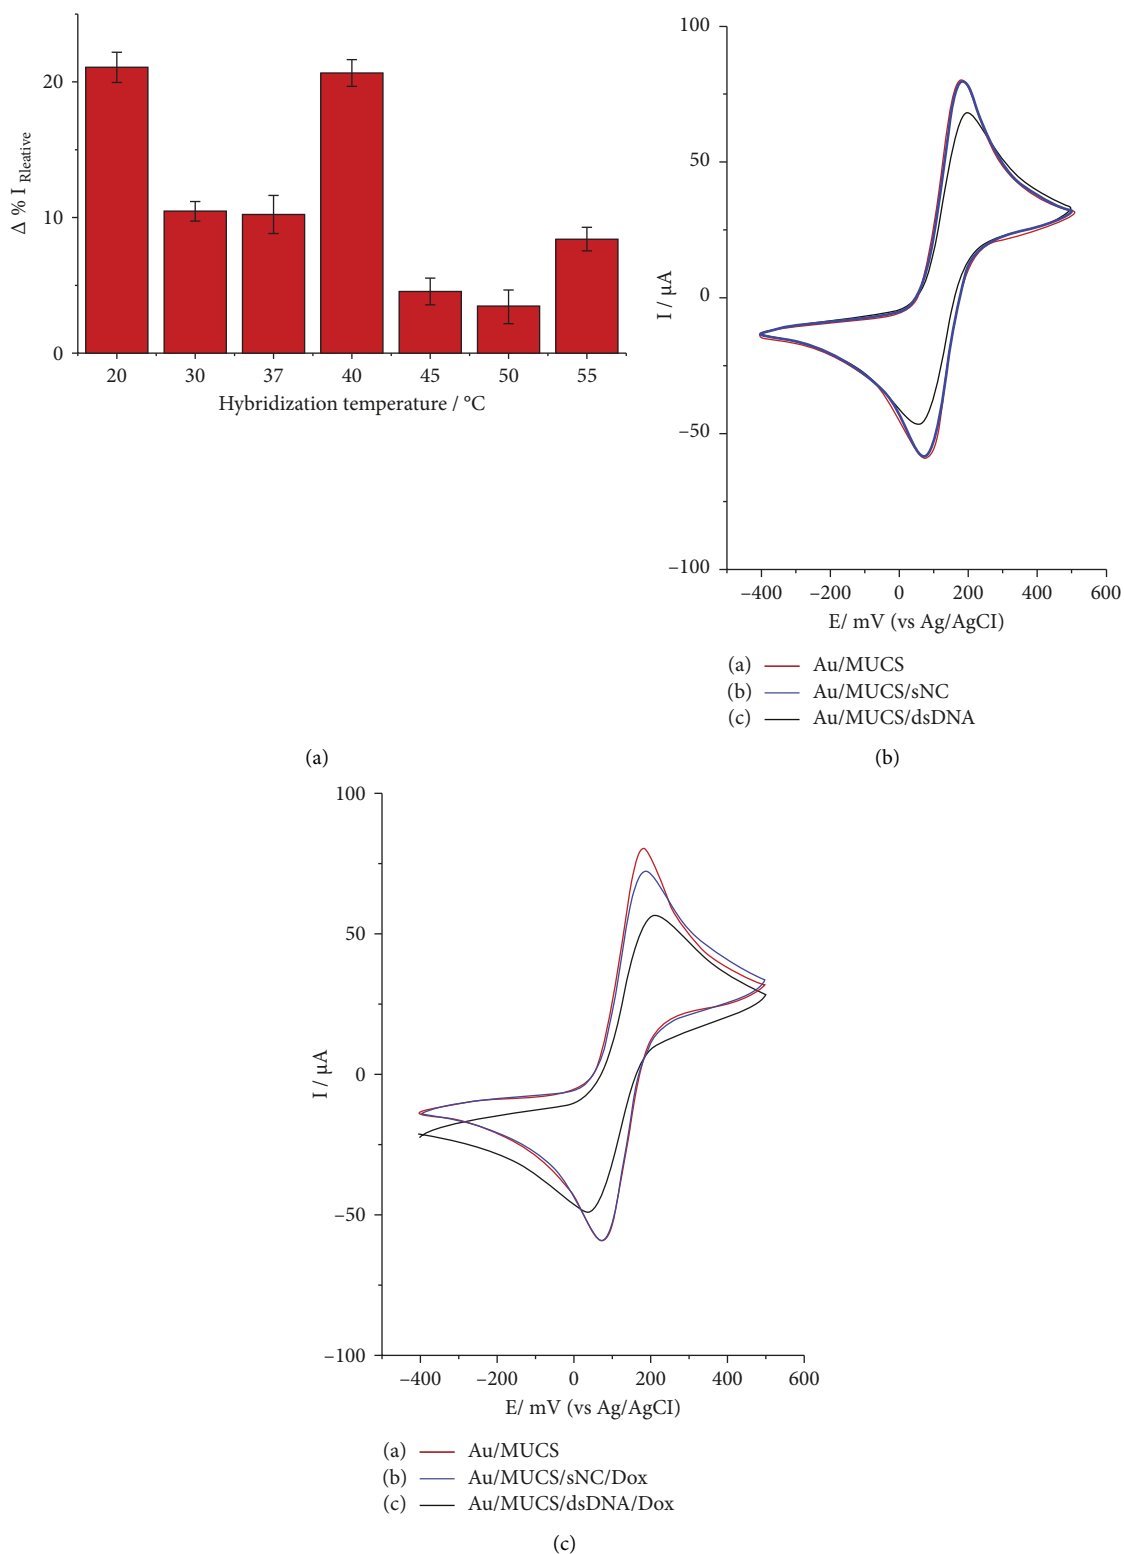 20
10
0
Δ % I Rleative
20 30 37 40 45 50 55
Hybridization temperature / °C
(a)
100
50
0
−50
−100
I / μA
−400 −200 0 200 400 600
E/ mV (vs Ag/AgCI)
(a) Au/MUCS
(b) Au/MUCS/sNC
(c) Au/MUCS/dsDNA
(b)
100
50
0
−50
−100
I / μA
−400 −200 0 200 400 600
E/ mV (vs Ag/AgCI)
(a) Au/MUCS
(b) Au/MUCS/sNC/Dox
(c) Au/MUCS/dsDNA/Dox
(c)